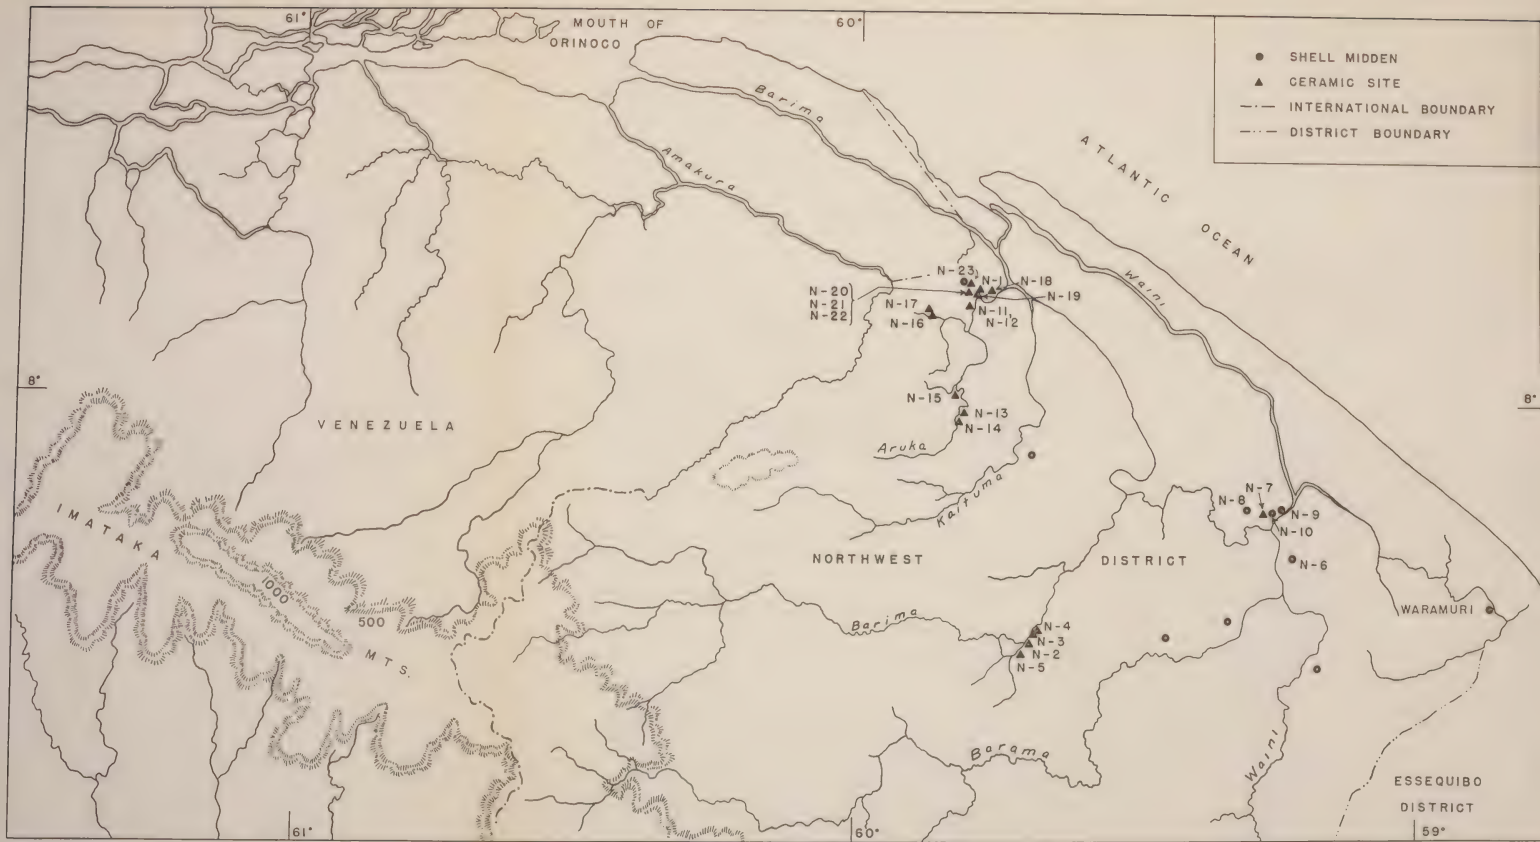 61°
MOUTH OF
ORINOCO
60°
SHELL MIDDEN
CERAMIC SITE
INTERNATIONAL BOUNDARY
DISTRICT BOUNDARY
Barima
Amakura
ATLANTIC
OCEAN
Waini
N-23
N-1
N-18
N-20
N-21
N-22
N-17
N-16
N-19
N-11,
N-12
8°
8°
VENEZUELA
N-15
N-13
N-14
Aruka
Kaituma
N-7
N-8
N-9
N-10
N-6
IMATAKA
MTS.
1000
500
NORTHWEST
DISTRICT
WARAMURI
Barima
N-4
N-3
N-2
N-5
Barama
Waini
ESSEQUIBO
DISTRICT
61°
60°
59°